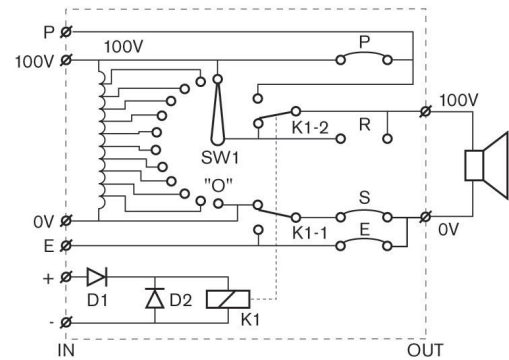 P
100V
P
100V
100V
K1-2
R
SW1
"O"
S
0V
K1-1
0V
E
E
+
D1
D2
K1
-
IN
OUT